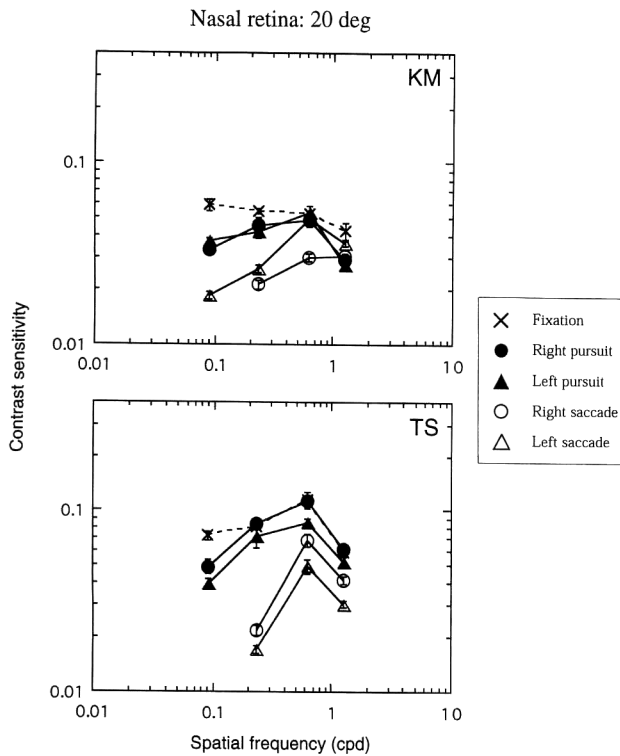 Nasal retina: 20 deg
KM
0.1
0.01
0.01 0.1 1 10
Contrast sensitivity
TS
0.1
0.01
0.01 0.1 1 10
Spatial frequency (cpd)
Fixation
Right pursuit
Left pursuit
Right saccade
Left saccade